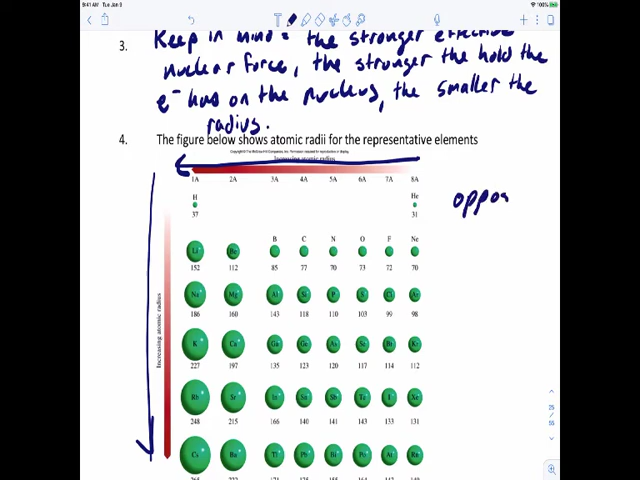 9:41 AM Tue Jan 9
100%
T
3.
Keep in mind = the stronger effective
nuclear force, the stronger the hold the
e⁻ has on the nucleus, the smaller the
radius.
4. The figure below shows atomic radii for the representative elements
Increasing atomic radius
1A 2A 3A 4A 5A 6A 7A 8A
H He
37 31
oppos
Li Be B C N O F Ne
152 112 85 77 70 73 72 70
Na Mg Al Si P S Cl Ar
186 160 143 118 110 103 99 98
Increasing atomic radius
K Ca Ga Ge As Se Br Kr
227 197 135 123 120 117 114 112
Rb Sr In Sn Sb Te I Xe
248 215 166 140 141 143 133 131
Cs Ba Tl Pb Bi Po At Rn
25
55